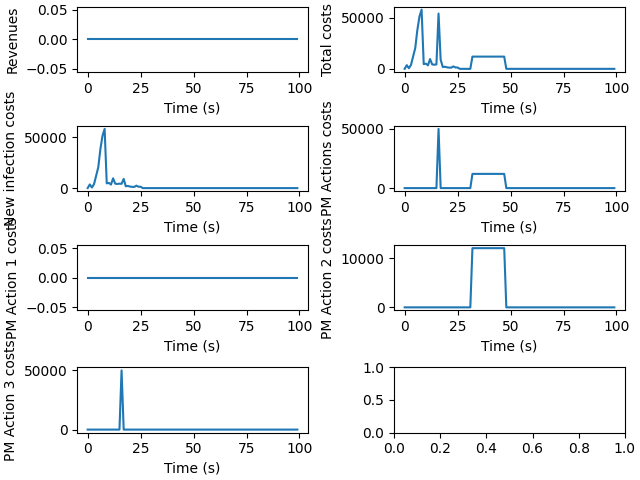 Revenues
0.05
0.00
−0.05
0 25 50 75 100
Time (s)
Total costs
50000
0
0 25 50 75 100
Time (s)
New infection costs
50000
0
0 25 50 75 100
Time (s)
PM Actions costs
50000
0
0 25 50 75 100
Time (s)
PM Action 1 costs
0.05
0.00
−0.05
0 25 50 75 100
Time (s)
PM Action 2 costs
10000
0
0 25 50 75 100
Time (s)
PM Action 3 costs
50000
0
0 25 50 75 100
Time (s)
1.0
0.5
0.0
0.0 0.2 0.4 0.6 0.8 1.0